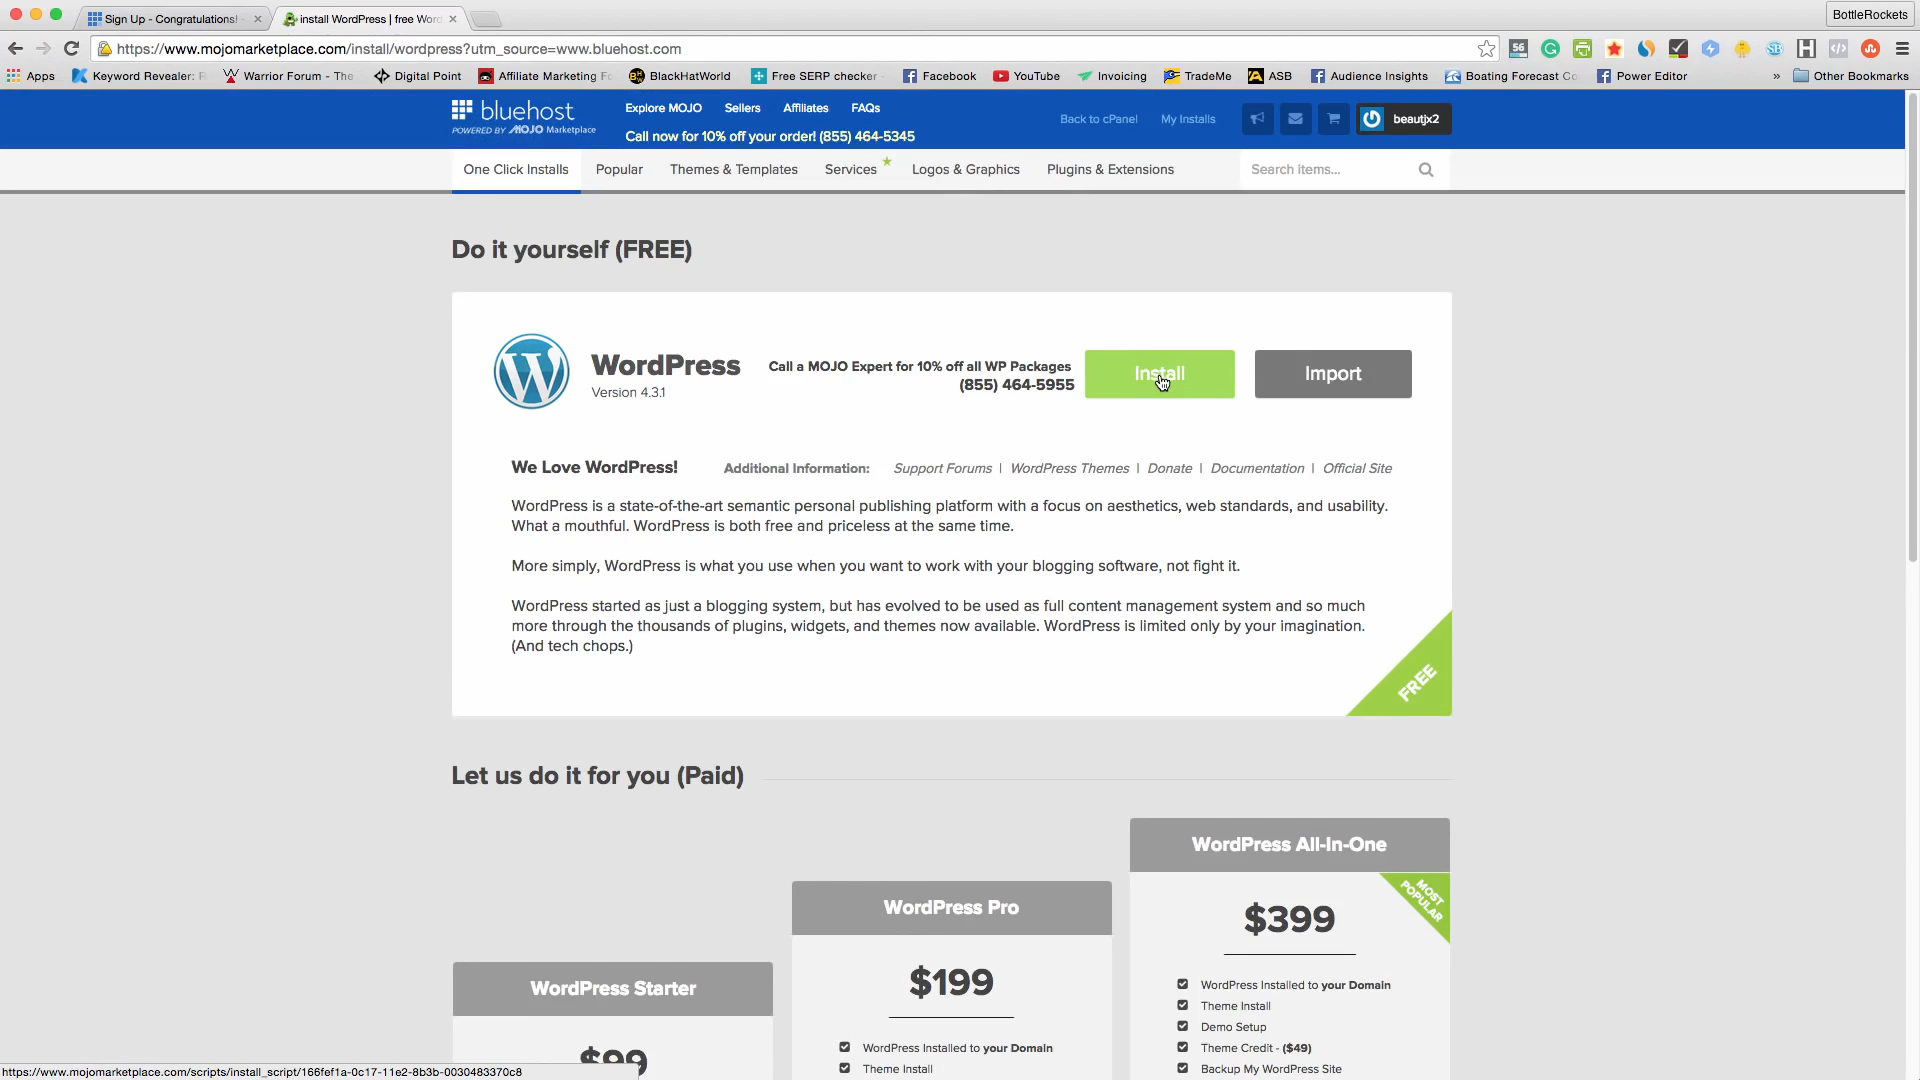 Sign Up - Congratulations!
install WordPress | free Wor
BottleRockets
https://www.mojomarketplace.com/install/wordpress?utm_source=www.bluehost.com
56
Apps
Keyword Revealer:
Warrior Forum - The
Digital Point
Affiliate Marketing Fo
BlackHatWorld
Free SERP checker
Facebook
YouTube
Invoicing
TradeMe
ASB
Audience Insights
Boating Forecast Co
Power Editor
»
Other Bookmarks
bluehost
POWERED BY MOJO Marketplace
Explore MOJO
Sellers
Affiliates
FAQs
Call now for 10% off your order! (855) 464-5345
Back to cPanel
My Installs
beautjx2
One Click Installs
Popular
Themes & Templates
Services
Logos & Graphics
Plugins & Extensions
Search items...
Do it yourself (FREE)
WordPress
Version 4.3.1
Call a MOJO Expert for 10% off all WP Packages
(855) 464-5955
Install
Import
We Love WordPress!
Additional Information: Support Forums | WordPress Themes | Donate | Documentation | Official Site
WordPress is a state-of-the-art semantic personal publishing platform with a focus on aesthetics, web standards, and usability.
What a mouthful. WordPress is both free and priceless at the same time.
More simply, WordPress is what you use when you want to work with your blogging software, not fight it.
WordPress started as just a blogging system, but has evolved to be used as full content management system and so much
more through the thousands of plugins, widgets, and themes now available. WordPress is limited only by your imagination.
(And tech chops.)
FREE
Let us do it for you (Paid)
WordPress Starter
$99
WordPress Pro
$199
WordPress Installed to your Domain
Theme Install
WordPress All-In-One
MOST
POPULAR
$399
WordPress Installed to your Domain
Theme Install
Demo Setup
Theme Credit - ($49)
Backup My WordPress Site
https://www.mojomarketplace.com/scripts/install_script/166fef1a-0c17-11e2-8b3b-0030483370c8